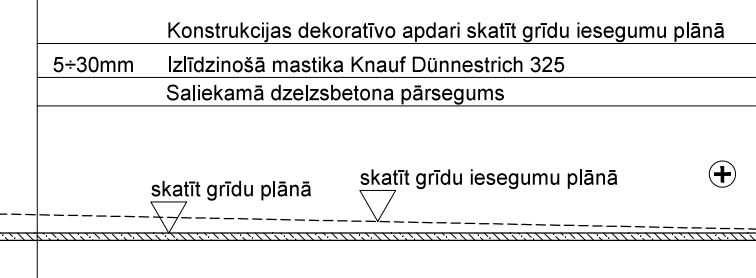 Konstrukcijas dekoratīvo apdari skatīt grīdu iesegumu plānā
5÷30mm Izlīdzinošā mastika Knauf Dünnestrich 325
Saliekamā dzelzsbetona pārsegums
skatīt grīdu iesegumu plānā
skatīt grīdu plānā